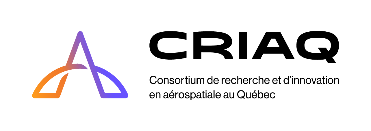 CRIAQ
Consortium de recherche et d'innovation
en aérospatiale au Québec